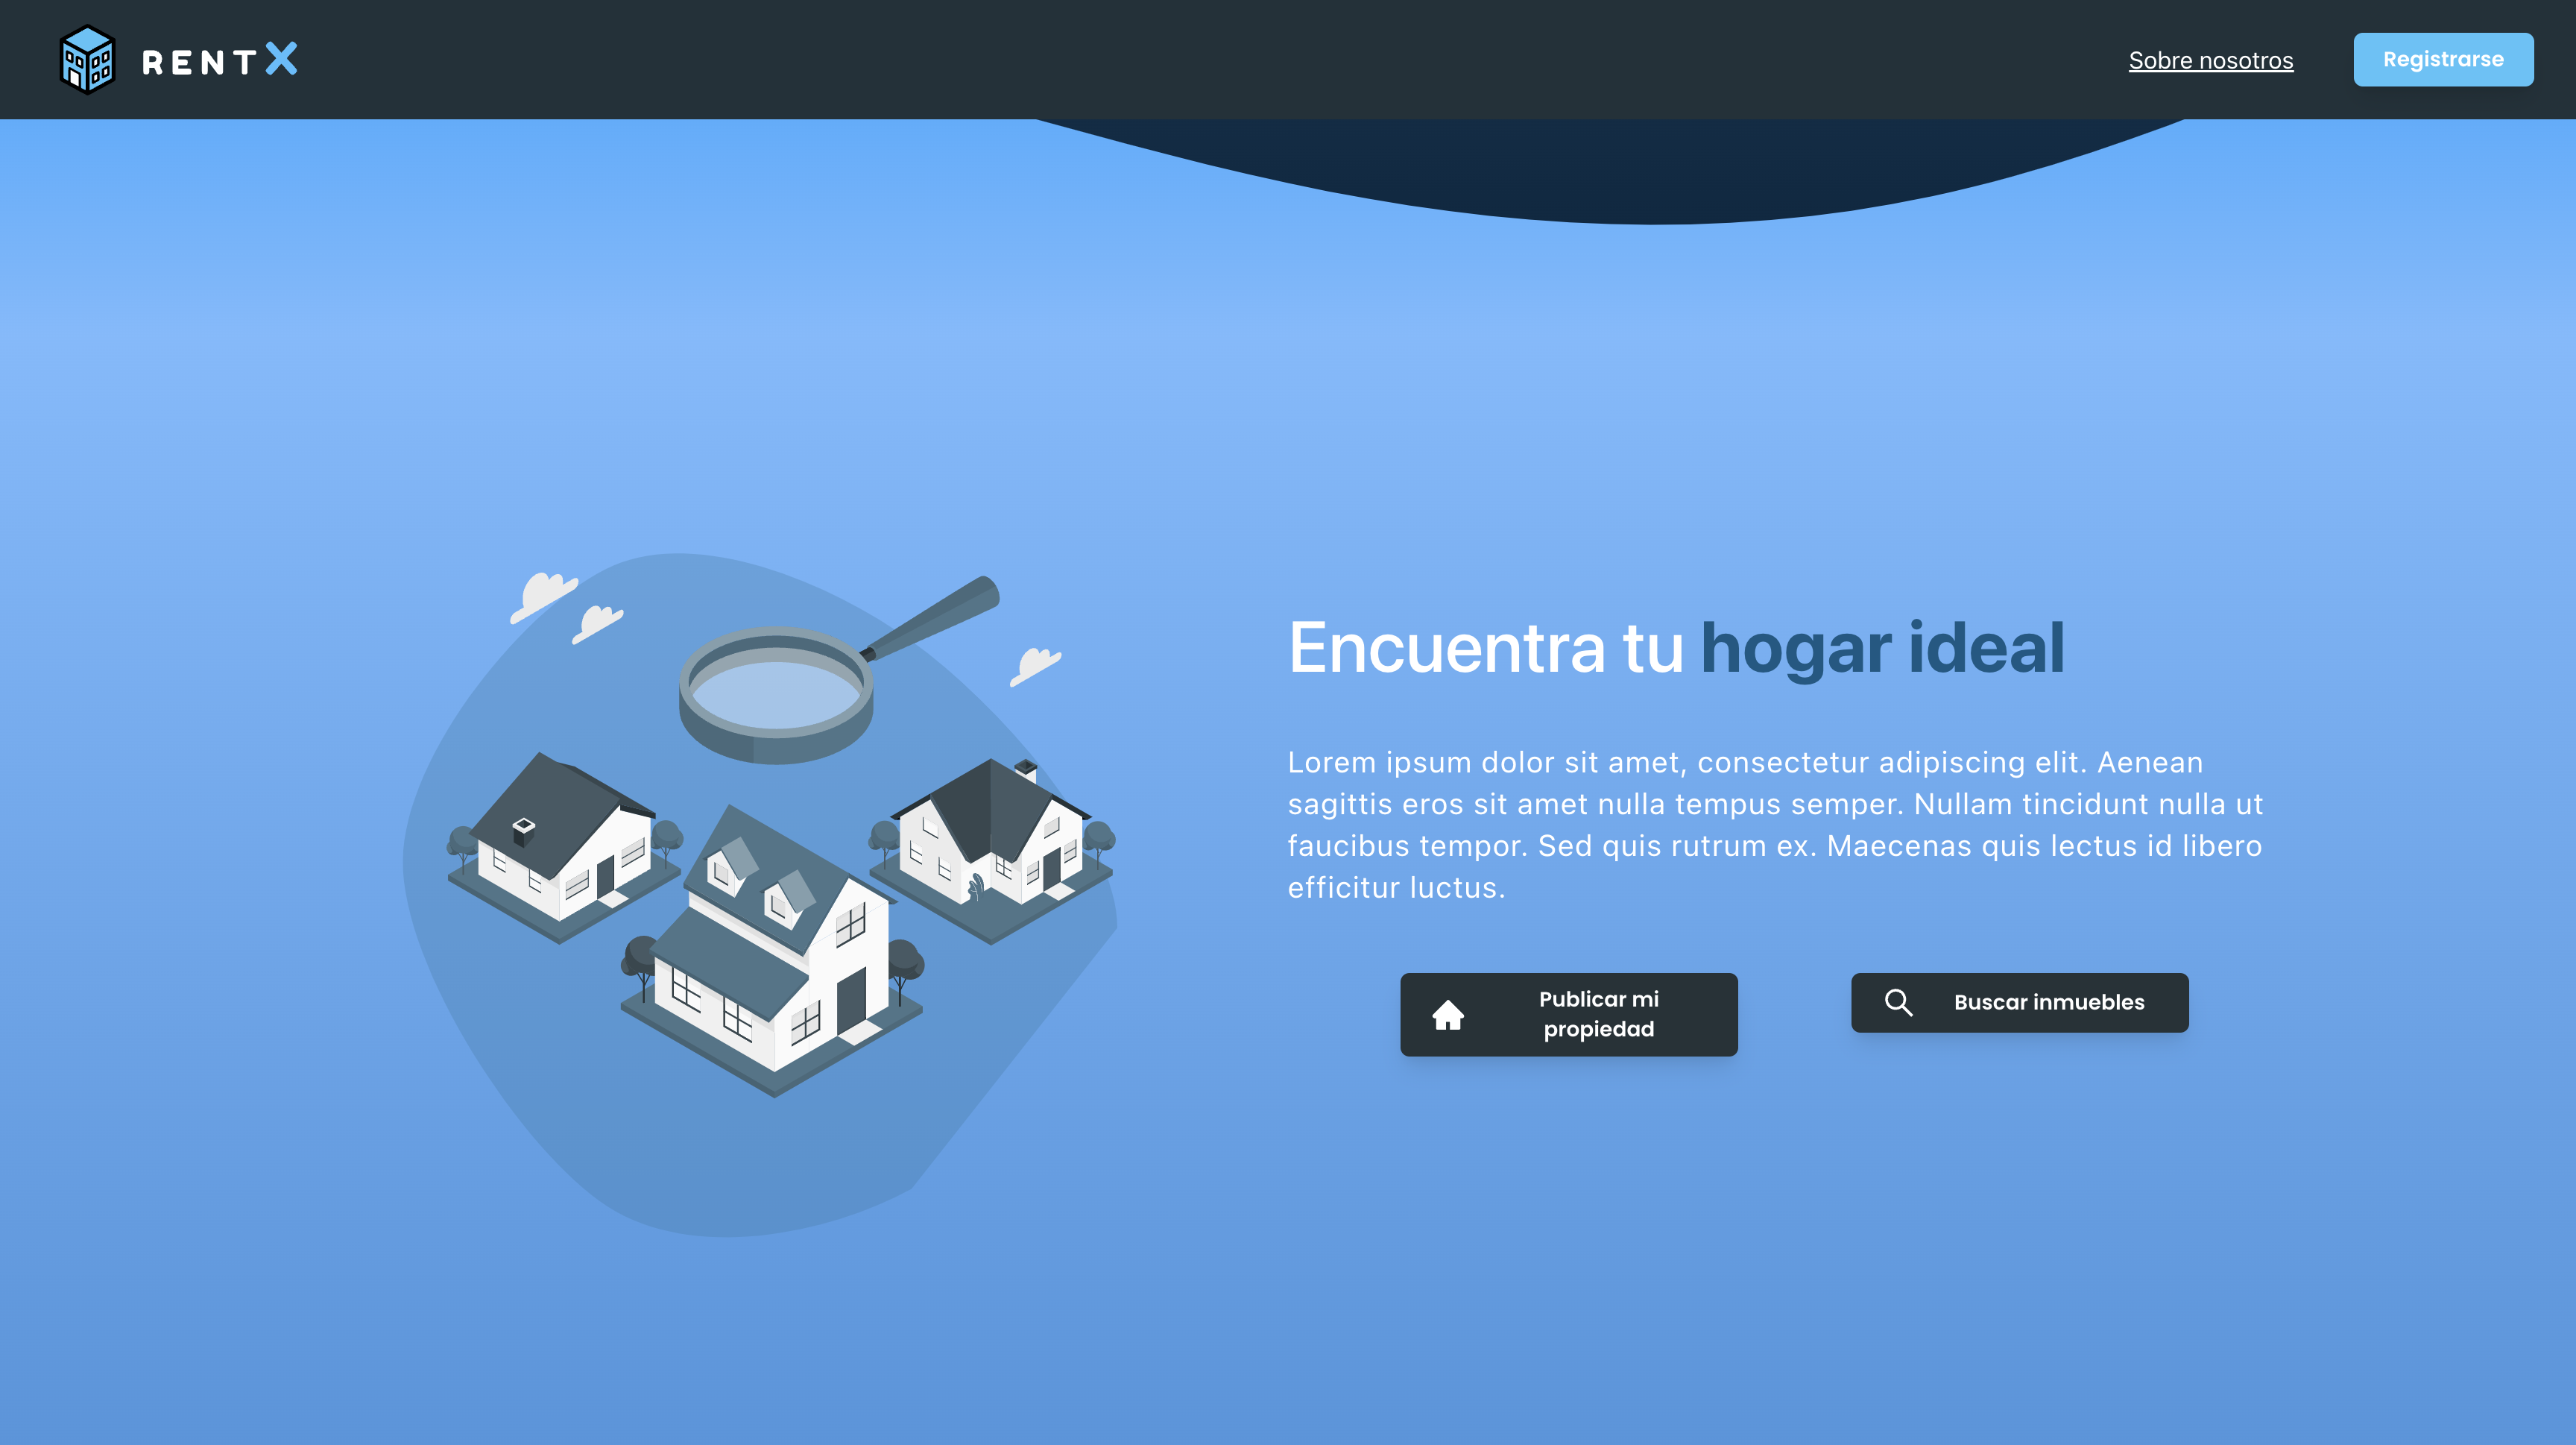 RENTX
Sobre nosotros
Registrarse
Encuentra tu hogar ideal
Lorem ipsum dolor sit amet, consectetur adipiscing elit. Aenean
sagittis eros sit amet nulla tempus semper. Nullam tincidunt nulla ut
faucibus tempor. Sed quis rutrum ex. Maecenas quis lectus id libero
efficitur luctus.
Publicar mi
propiedad
Buscar inmuebles